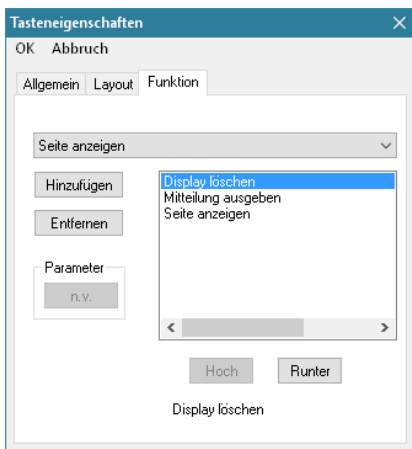 Tasteneigenschaften
OK Abbruch
Allgemein Layout Funktion
Seite anzeigen
Hinzufügen
Entfernen
Display löschen
Mitteilung ausgeben
Seite anzeigen
Parameter
n.v.
Hoch Runter
Display löschen